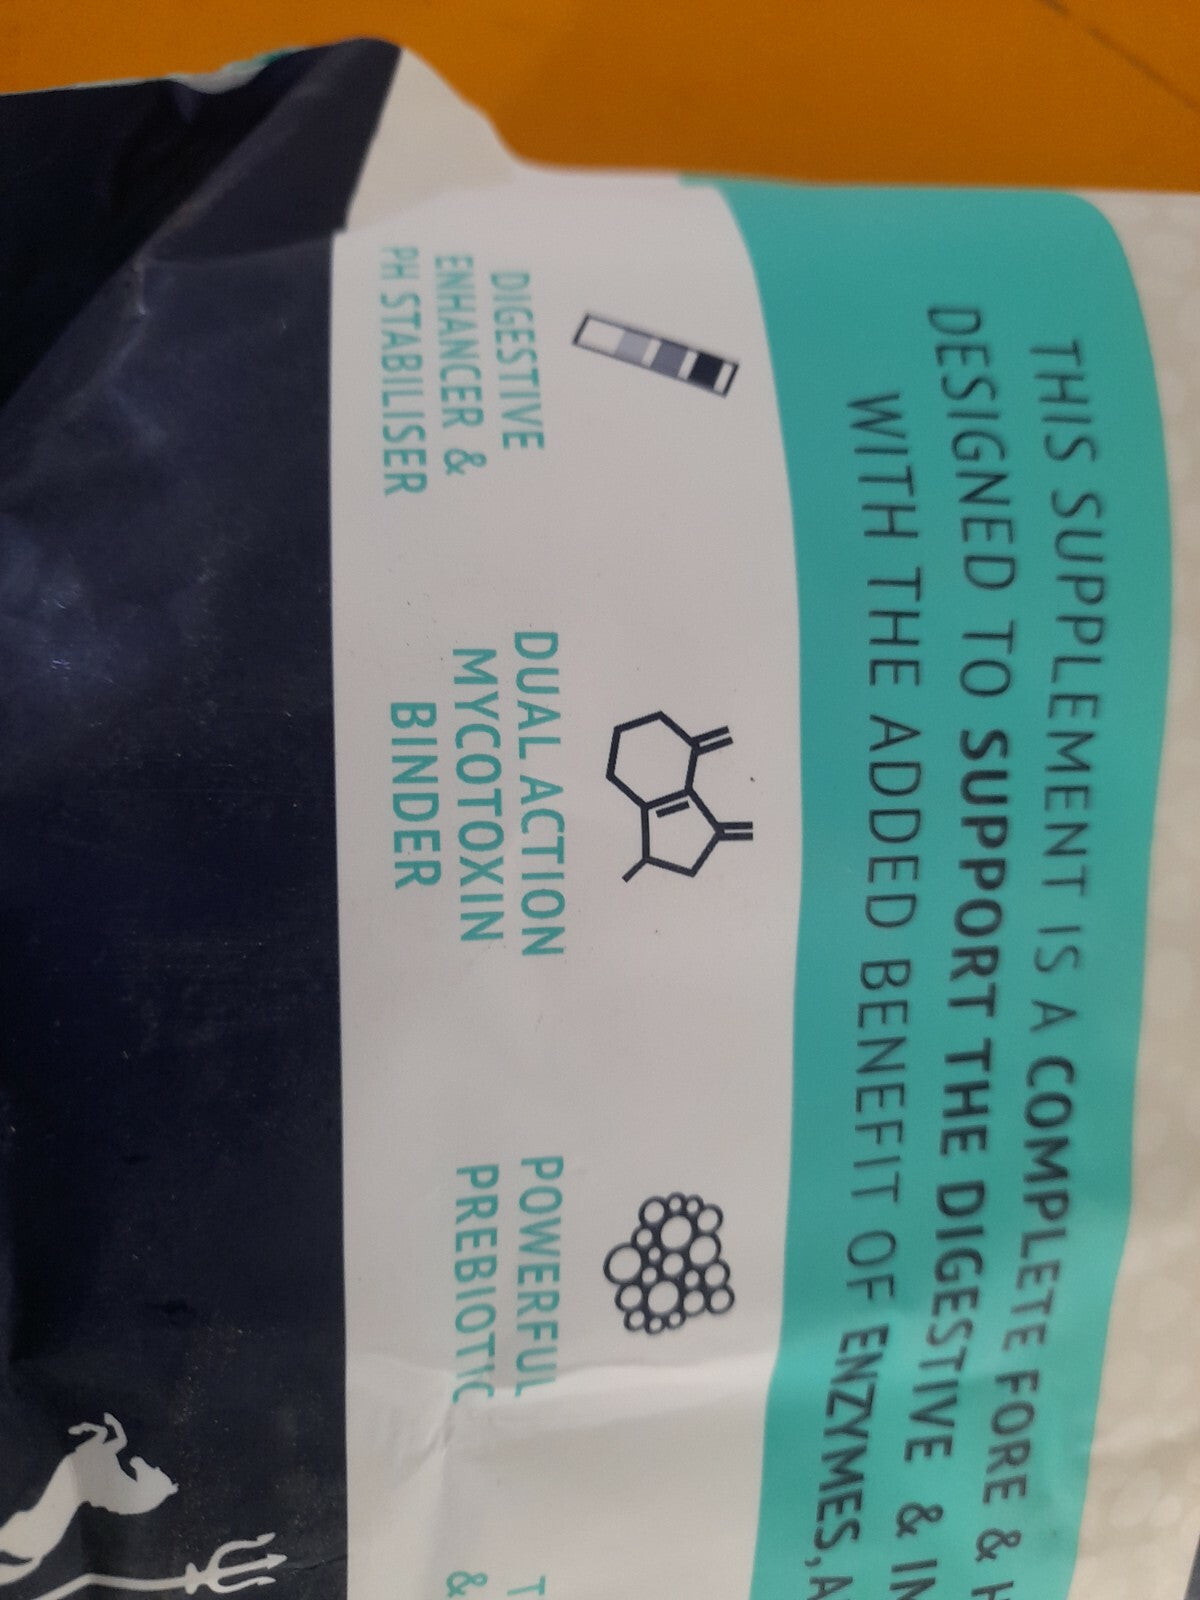 THIS SUPPLEMENT IS A COMPLETE FORE &
DESIGNED TO SUPPORT THE DIGESTIVE &
WITH THE ADDED BENEFIT OF ENZYMES,
DIGESTIVE
ENHANCER &
PH STABILISER
DUAL ACTION
MYCOTOXIN
BINDER
POWERFUL
PREBIOTIC
T
&